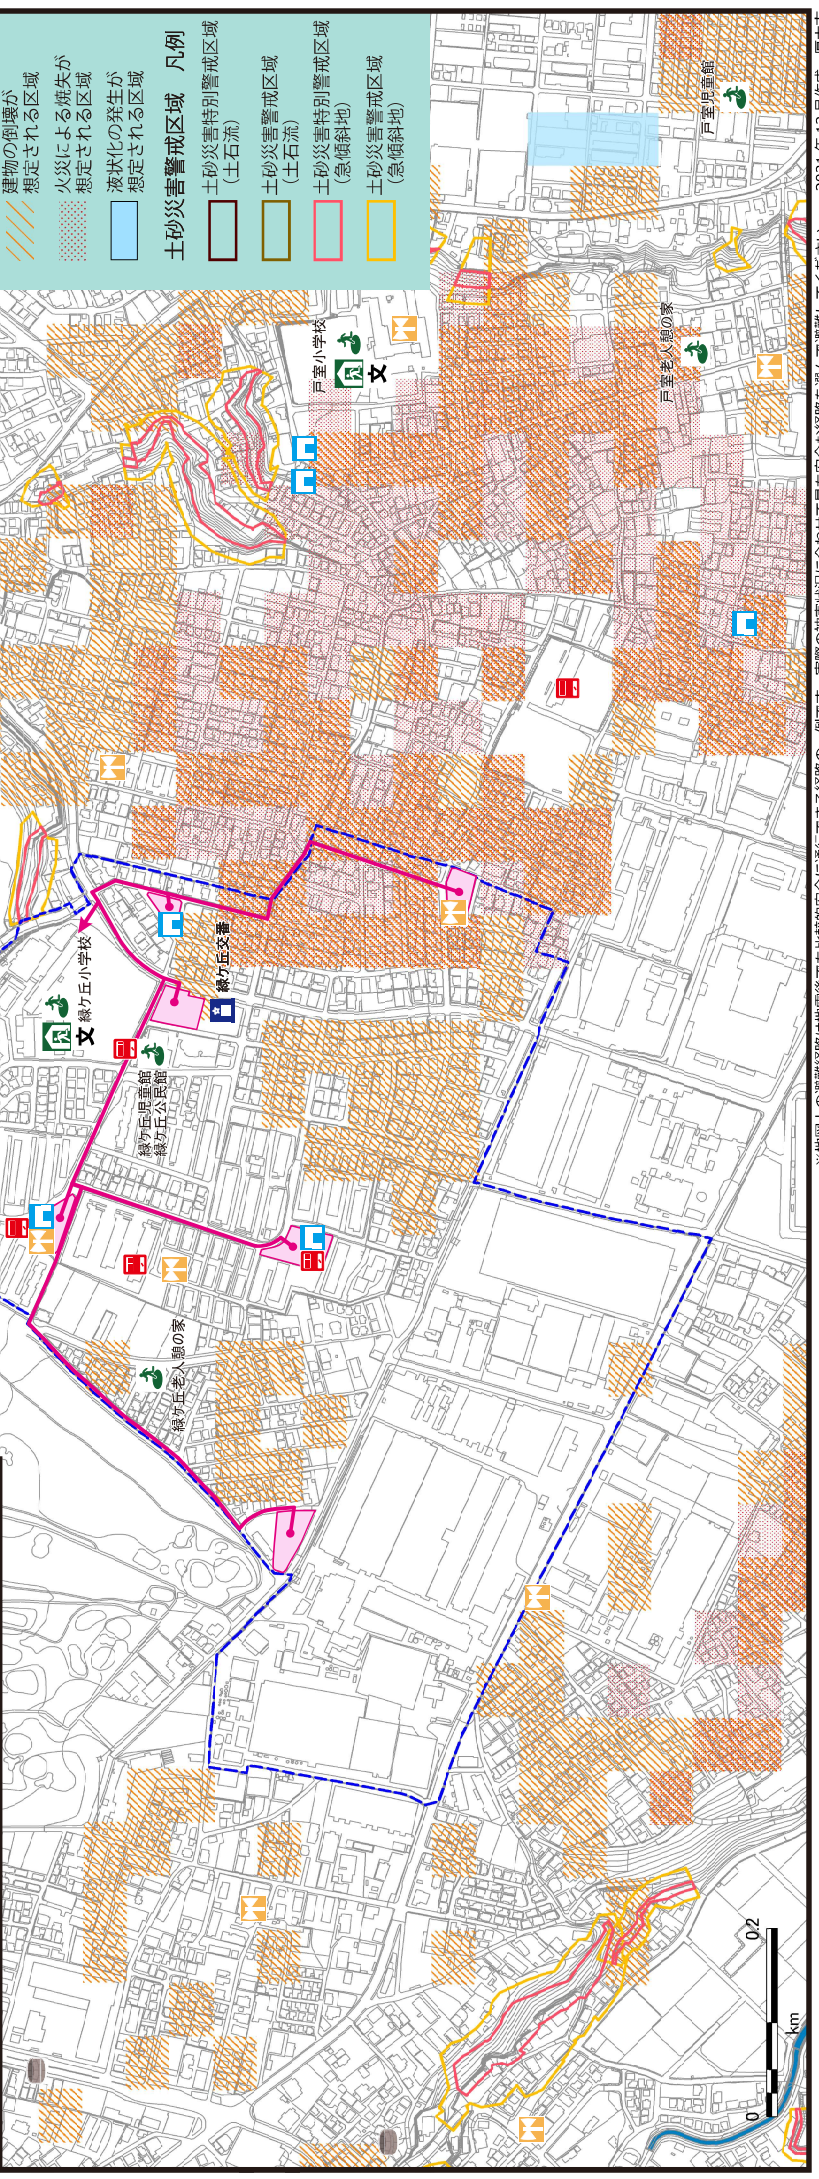 建物の倒壊が
想定される区域
火災による焼失が
想定される区域
液状化の発生が
想定される区域
土砂災害警戒区域 凡例
土砂災害特別警戒区域
（土石流）
土砂災害警戒区域
（土石流）
土砂災害特別警戒区域
（急傾斜地）
土砂災害警戒区域
（急傾斜地）
戸室児童館
戸室小学校
文
戸室老人憩の家
緑ケ丘小学校
文
緑ケ丘交番
緑ケ丘児童館
緑ケ丘公民館
緑ケ丘老人憩の家
0
0.2
km